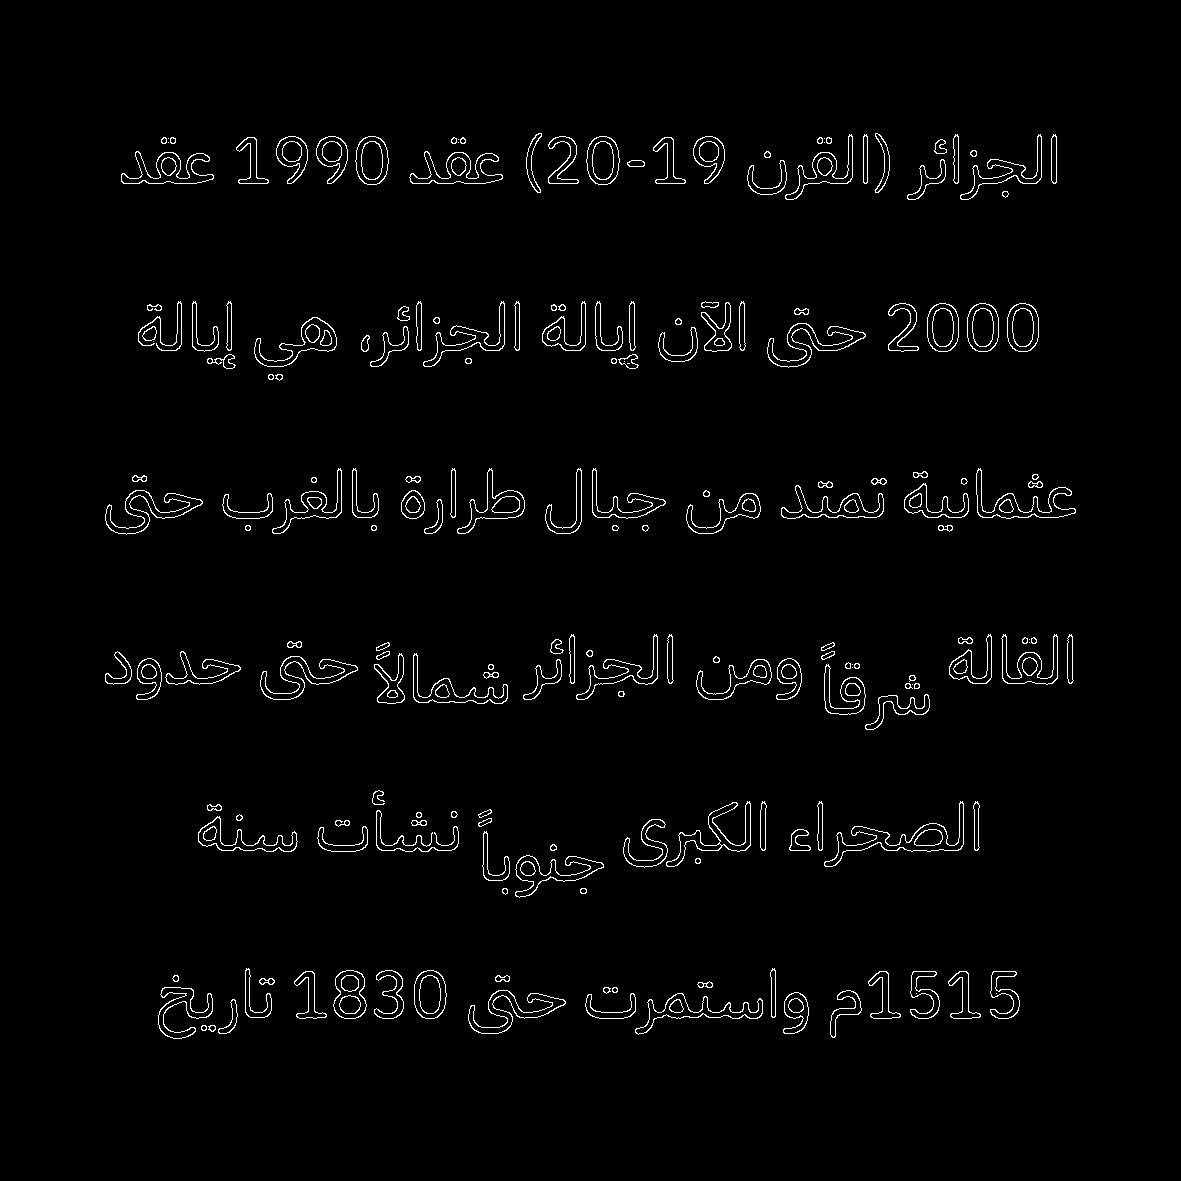 الجزائر (القرن 19-20) عقد 1990 عقد
2000 حتى الآن إيالة الجزائر، هي إيالة
عثمانية تمتد من جبال طرارة بالغرب حتى
القالة شرقاً ومن الجزائر شمالاً حتى حدود
الصحراء الكبرى جنوباً نشأت سنة
1515م واستمرت حتى 1830 تاريخ